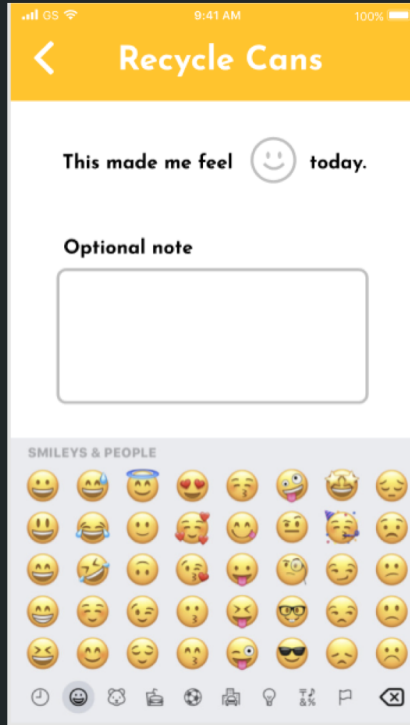 GS 9:41 AM 100%
Recycle Cans
This made me feel today.
Optional note
SMILEYS & PEOPLE